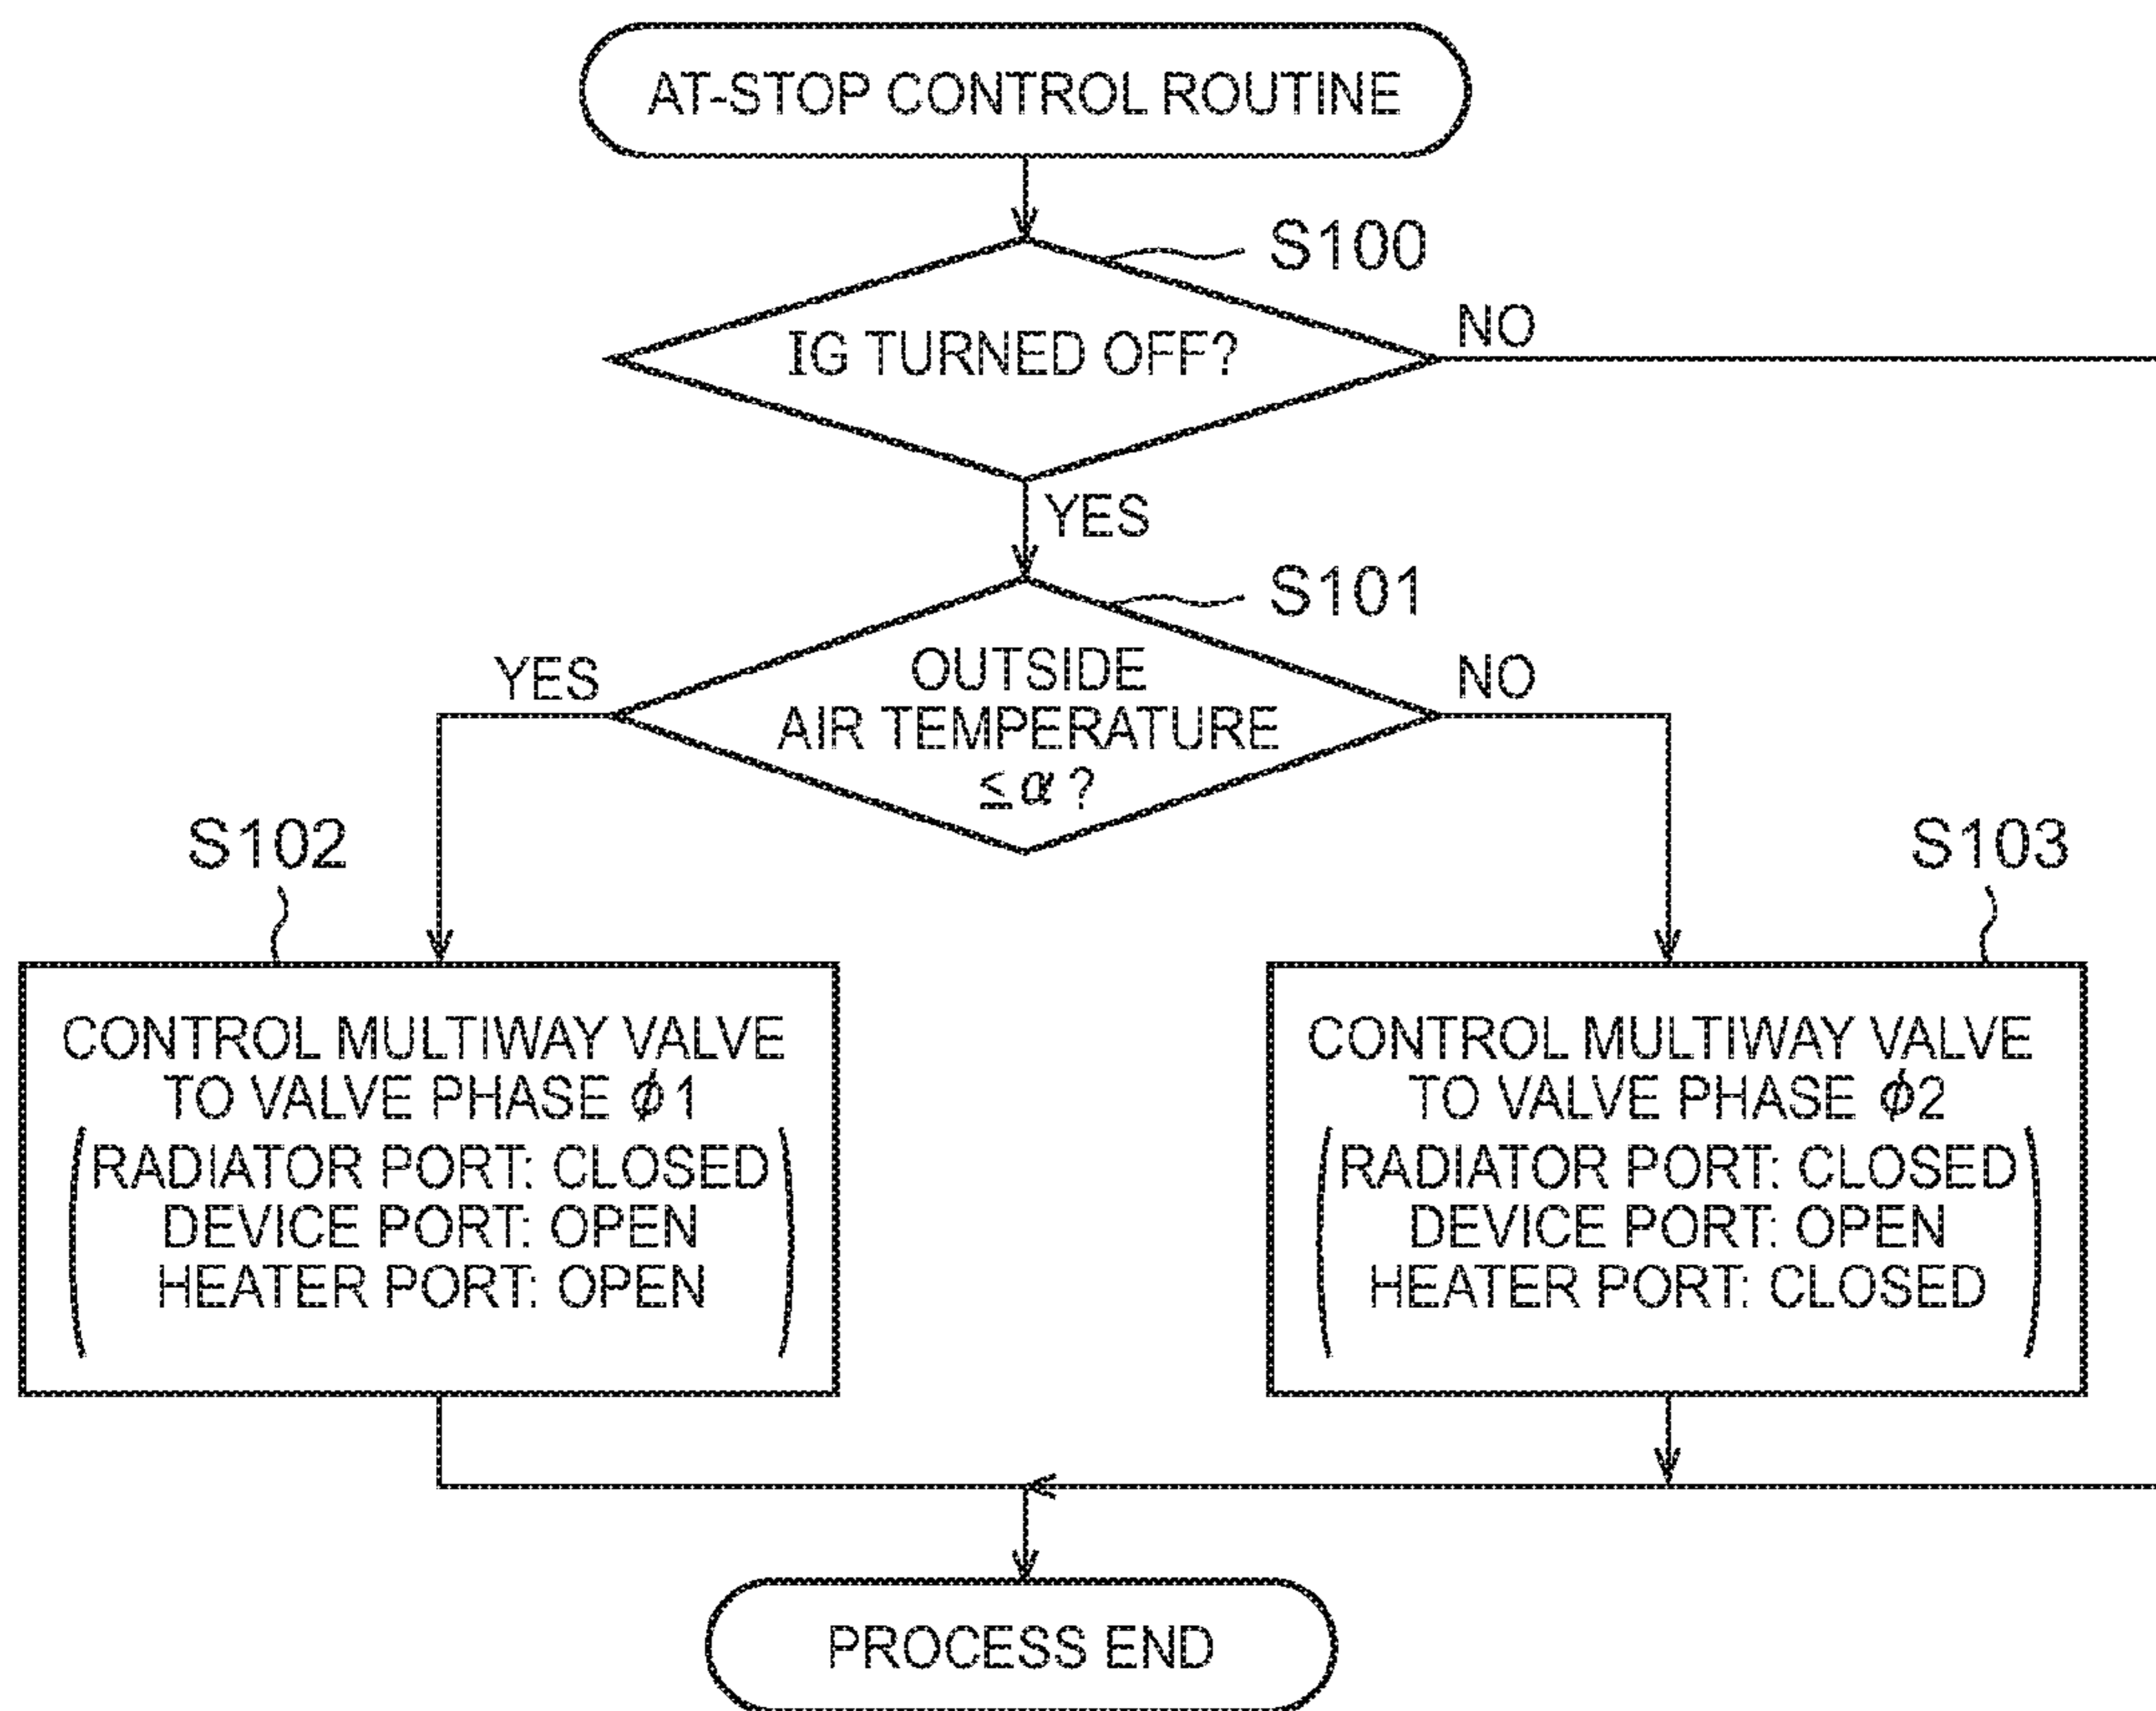 AT-STOP CONTROL ROUTINE
S100
IG TURNED OFF?
NO
YES
S101
OUTSIDE
AIR TEMPERATURE
≤ α ?
YES
NO
S102
CONTROL MULTIWAY VALVE
TO VALVE PHASE ϕ1
RADIATOR PORT: CLOSED
DEVICE PORT: OPEN
HEATER PORT: OPEN
S103
CONTROL MULTIWAY VALVE
TO VALVE PHASE ϕ2
RADIATOR PORT: CLOSED
DEVICE PORT: OPEN
HEATER PORT: CLOSED
PROCESS END